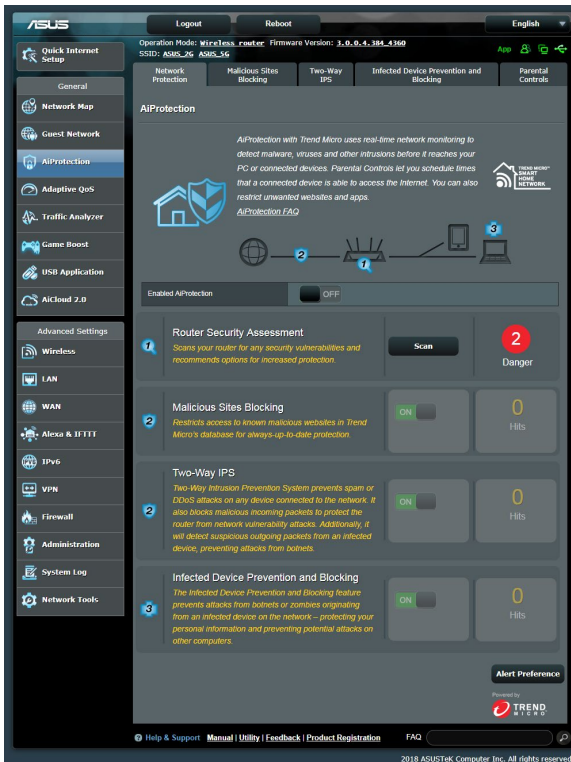 ASUS
Logout
Reboot
English
Quick Internet
Setup
Operation Mode: Wireless router Firmware Version: 3.0.0.4.384_4360
SSID: ASUS_2G ASUS_5G
App
General
Network Map
Guest Network
AiProtection
Adaptive QoS
Traffic Analyzer
Game Boost
USB Application
AiCloud 2.0
Advanced Settings
Wireless
LAN
WAN
Alexa & IFTTT
IPv6
VPN
Firewall
Administration
System Log
Network Tools
Network
Protection
Malicious Sites
Blocking
Two-Way
IPS
Infected Device Prevention and
Blocking
Parental
Controls
AiProtection
AiProtection with Trend Micro uses real-time network monitoring to
detect malware, viruses and other intrusions before it reaches your
PC or connected devices. Parental Controls let you schedule times
that a connected device is able to access the Internet. You can also
restrict unwanted websites and apps.
AiProtection FAQ
TREND MICRO™
SMART
HOME
NETWORK
2
1
3
Enabled AiProtection
OFF
1
Router Security Assessment
Scans your router for any security vulnerabilities and
recommends options for increased protection.
Scan
2
Danger
2
Malicious Sites Blocking
Restricts access to known malicious websites in Trend
Micro's database for always-up-to-date protection.
ON
0
Hits
2
Two-Way IPS
Two-Way Intrusion Prevention System prevents spam or
DDoS attacks on any device connected to the network. It
also blocks malicious incoming packets to protect the
router from network vulnerability attacks. Additionally, it
will detect suspicious outgoing packets from an infected
device, preventing attacks from botnets.
ON
0
Hits
3
Infected Device Prevention and Blocking
The Infected Device Prevention and Blocking feature
prevents attacks from botnets or zombies originating
from an infected device on the network – protecting your
personal information and preventing potential attacks on
other computers.
ON
0
Hits
Alert Preference
Powered by
TREND
MICRO
Help & Support
Manual | Utility | Feedback | Product Registration
FAQ
2018 ASUSTeK Computer Inc. All rights reserved